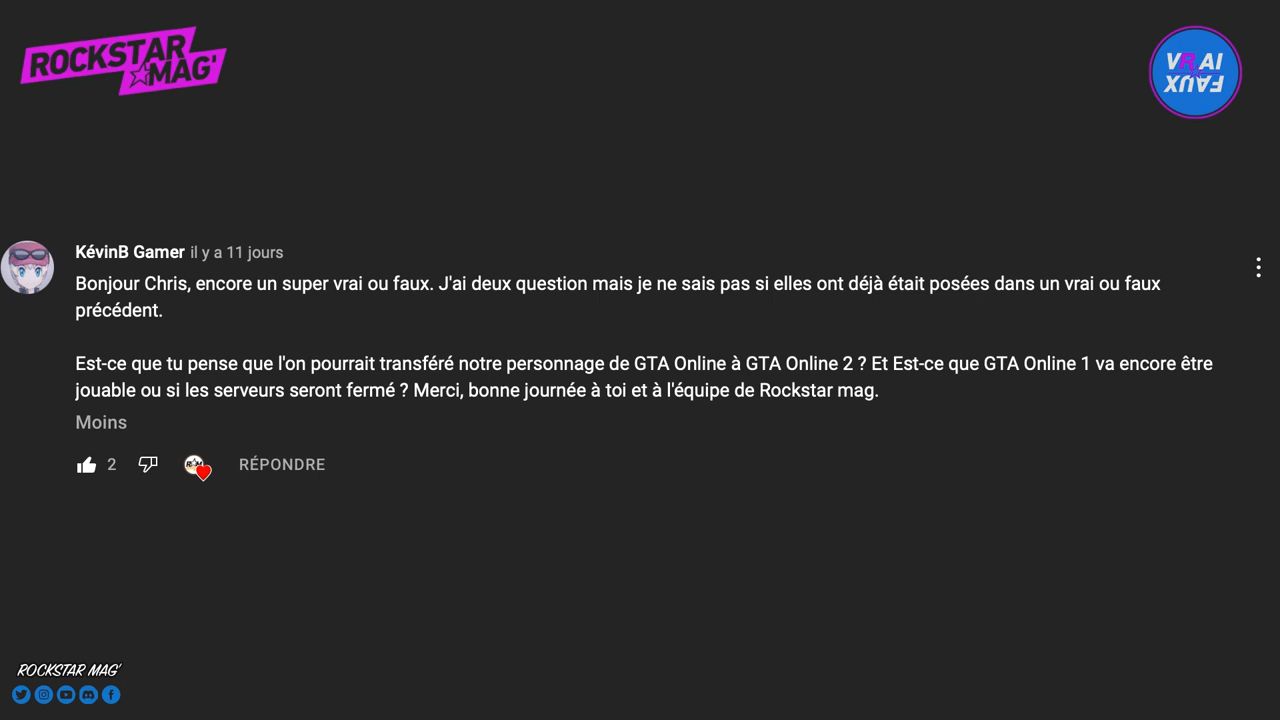 ROCKSTAR
MAG'
VRAI
FAUX
KévinB Gamer il y a 11 jours
Bonjour Chris, encore un super vrai ou faux. J'ai deux question mais je ne sais pas si elles ont déjà était posées dans un vrai ou faux
précédent.
Est-ce que tu pense que l'on pourrait transféré notre personnage de GTA Online à GTA Online 2 ? Et Est-ce que GTA Online 1 va encore être
jouable ou si les serveurs seront fermé ? Merci, bonne journée à toi et à l'équipe de Rockstar mag.
Moins
2 RÉPONDRE
ROCKSTAR MAG'